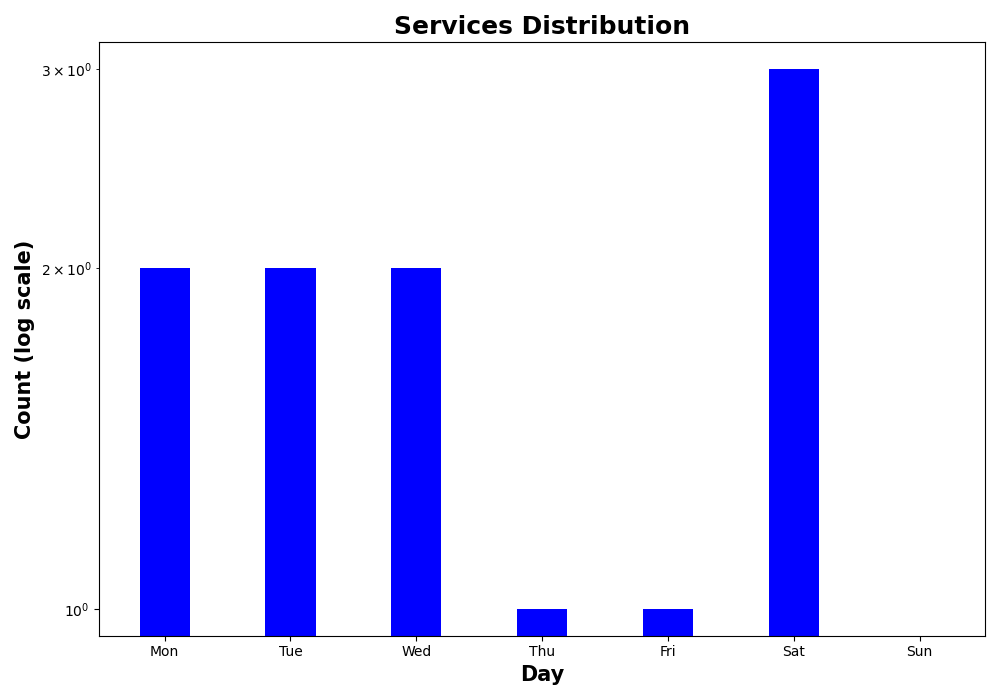 Services Distribution
3 × 10⁰
2 × 10⁰
10⁰
Count (log scale)
Mon Tue Wed Thu Fri Sat Sun
Day